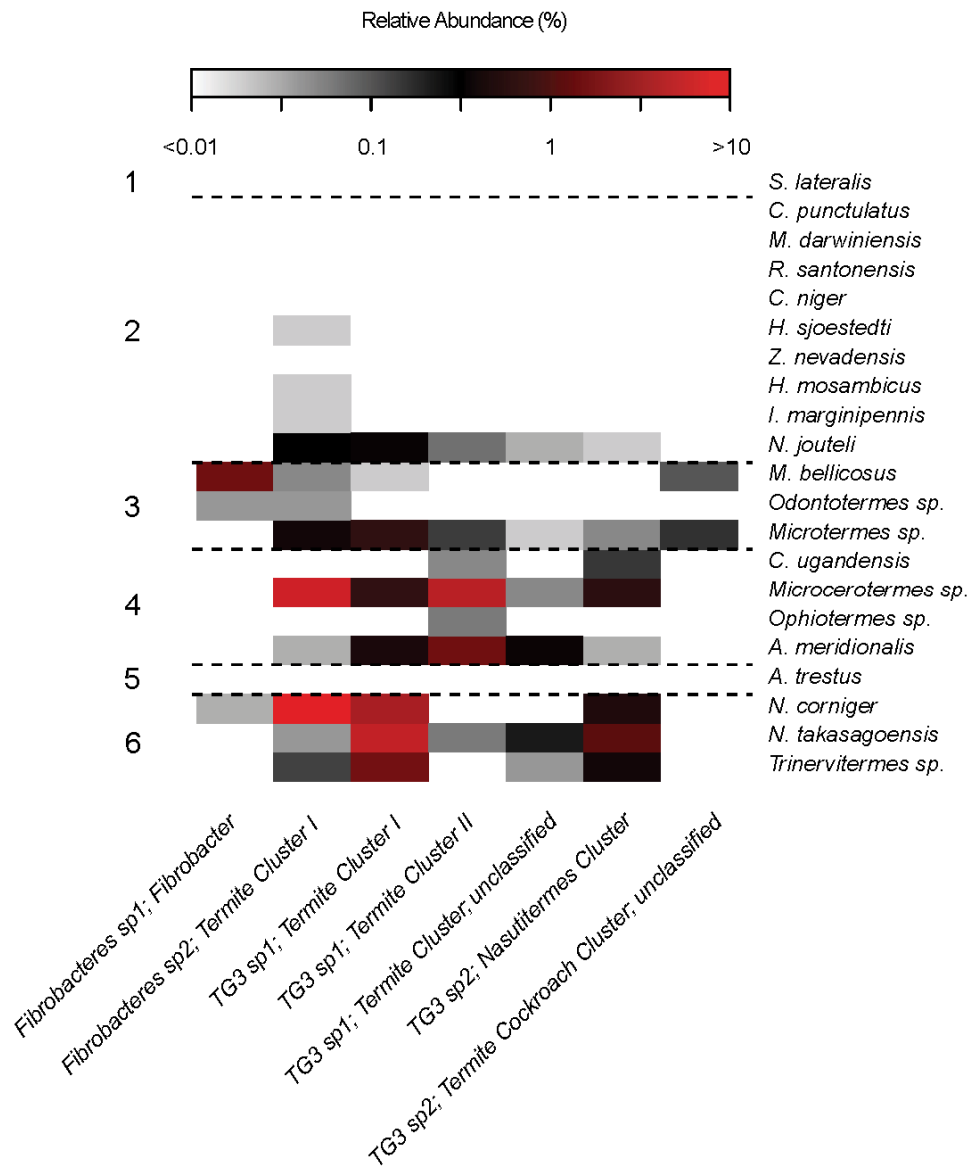 Relative Abundance (%)
<0.01 0.1 1 >10
1
S. lateralis
C. punctulatus
M. darwiniensis
R. santonensis
C. niger
2
H. sjoestedti
Z. nevadensis
H. mosambicus
I. marginipennis
N. jouteli
M. bellicosus
3
Odontotermes sp.
Microtermes sp.
C. ugandensis
4
Microcerotermes sp.
Ophiotermes sp.
A. meridionalis
5
A. trestus
N. corniger
6
N. takasagoensis
Trinervitermes sp.
Fibrobacteres sp1; Fibrobacter
Fibrobacteres sp2; Termite Cluster I
TG3 sp1; Termite Cluster I
TG3 sp1; Termite Cluster II
TG3 sp1; Termite Cluster; unclassified
TG3 sp2; Nasutitermes Cluster
TG3 sp2; Termite Cockroach Cluster; unclassified